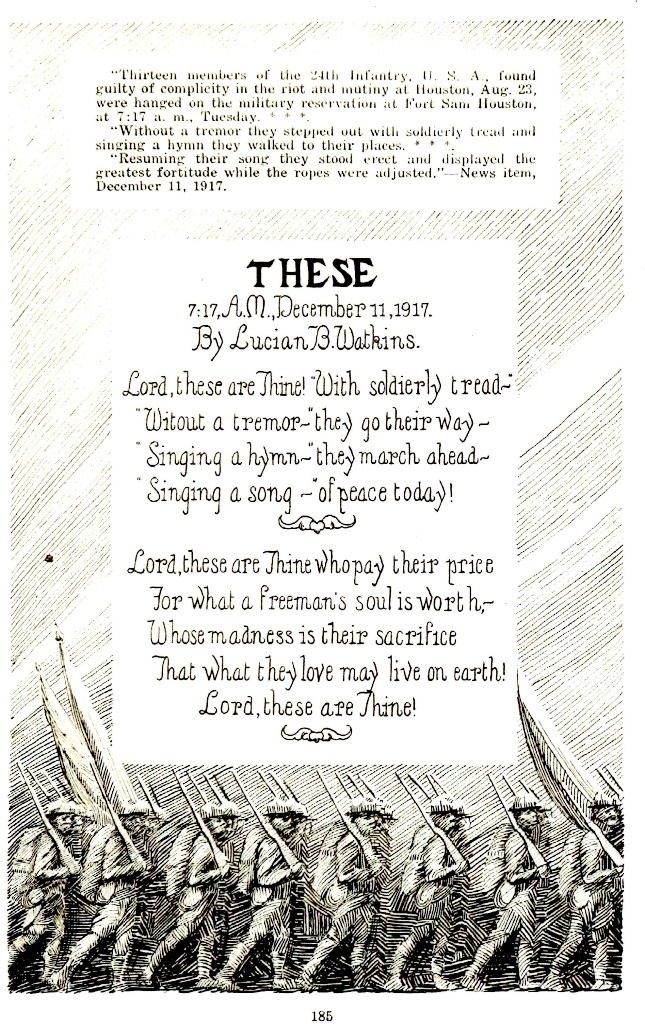 "Thirteen members of the 24th Infantry, U. S. A., found
guilty of complicity in the riot and mutiny at Houston, Aug. 23,
were hanged on the military reservation at Fort Sam Houston,
at 7:17 a. m., Tuesday. * * *.
"Without a tremor they stepped out with soldierly tread and
singing a hymn they walked to their places. * * *.
"Resuming their song they stood erect and displayed the
greatest fortitude while the ropes were adjusted."—News item,
December 11, 1917.
THESE
7:17, A.M., December 11, 1917.
By Lucian B. Watkins.
Lord, these are Thine! "With soldierly tread~"
"Witout a tremor~" they go their way~
"Singing a hymn~" they march ahead~
"Singing a song ~" of peace today!
Lord, these are Thine who pay their price
For what a freeman's soul is worth,~
Whose madness is their sacrifice
That what they love may live on earth!
Lord, these are Thine!
185